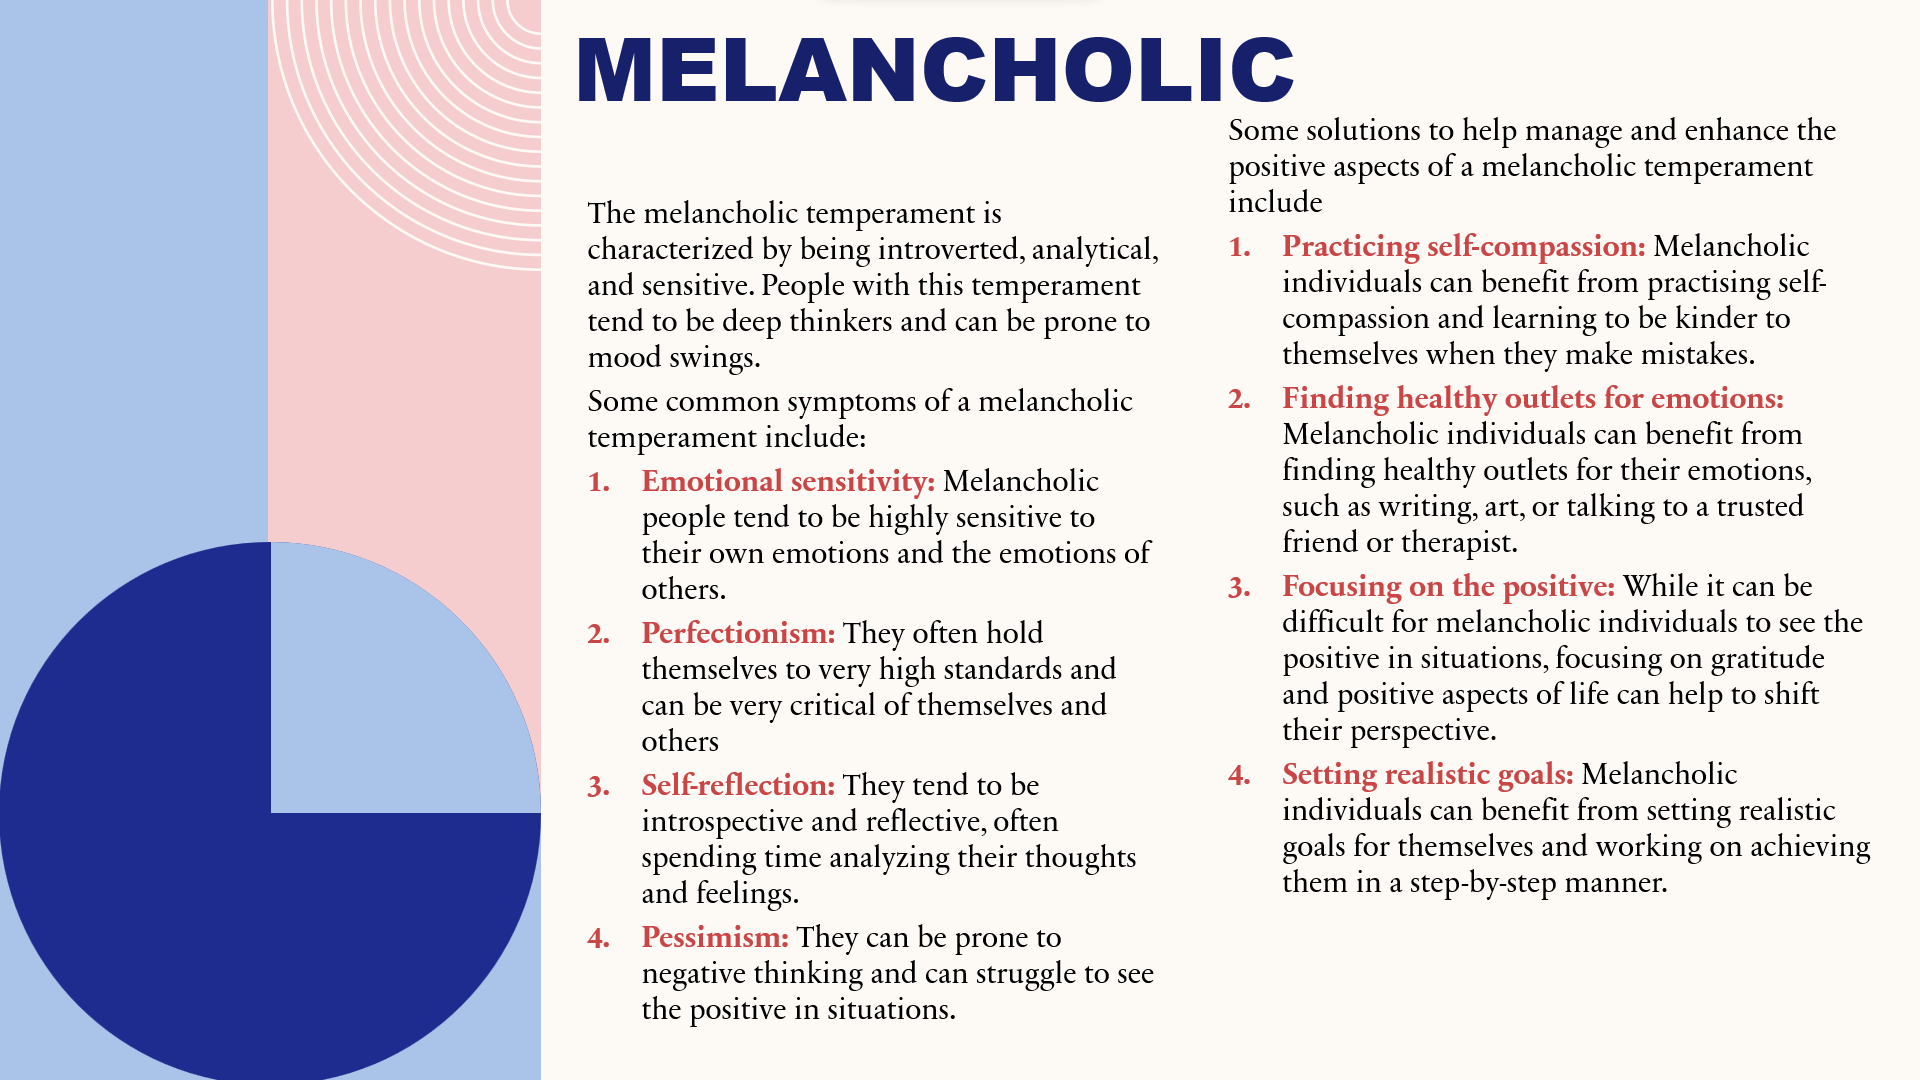 MELANCHOLIC
The melancholic temperament is
characterized by being introverted, analytical,
and sensitive. People with this temperament
tend to be deep thinkers and can be prone to
mood swings.
Some common symptoms of a melancholic
temperament include:
1. Emotional sensitivity: Melancholic
people tend to be highly sensitive to
their own emotions and the emotions of
others.
2. Perfectionism: They often hold
themselves to very high standards and
can be very critical of themselves and
others
3. Self-reflection: They tend to be
introspective and reflective, often
spending time analyzing their thoughts
and feelings.
4. Pessimism: They can be prone to
negative thinking and can struggle to see
the positive in situations.
Some solutions to help manage and enhance the
positive aspects of a melancholic temperament
include
1. Practicing self-compassion: Melancholic
individuals can benefit from practising self-
compassion and learning to be kinder to
themselves when they make mistakes.
2. Finding healthy outlets for emotions:
Melancholic individuals can benefit from
finding healthy outlets for their emotions,
such as writing, art, or talking to a trusted
friend or therapist.
3. Focusing on the positive: While it can be
difficult for melancholic individuals to see the
positive in situations, focusing on gratitude
and positive aspects of life can help to shift
their perspective.
4. Setting realistic goals: Melancholic
individuals can benefit from setting realistic
goals for themselves and working on achieving
them in a step-by-step manner.